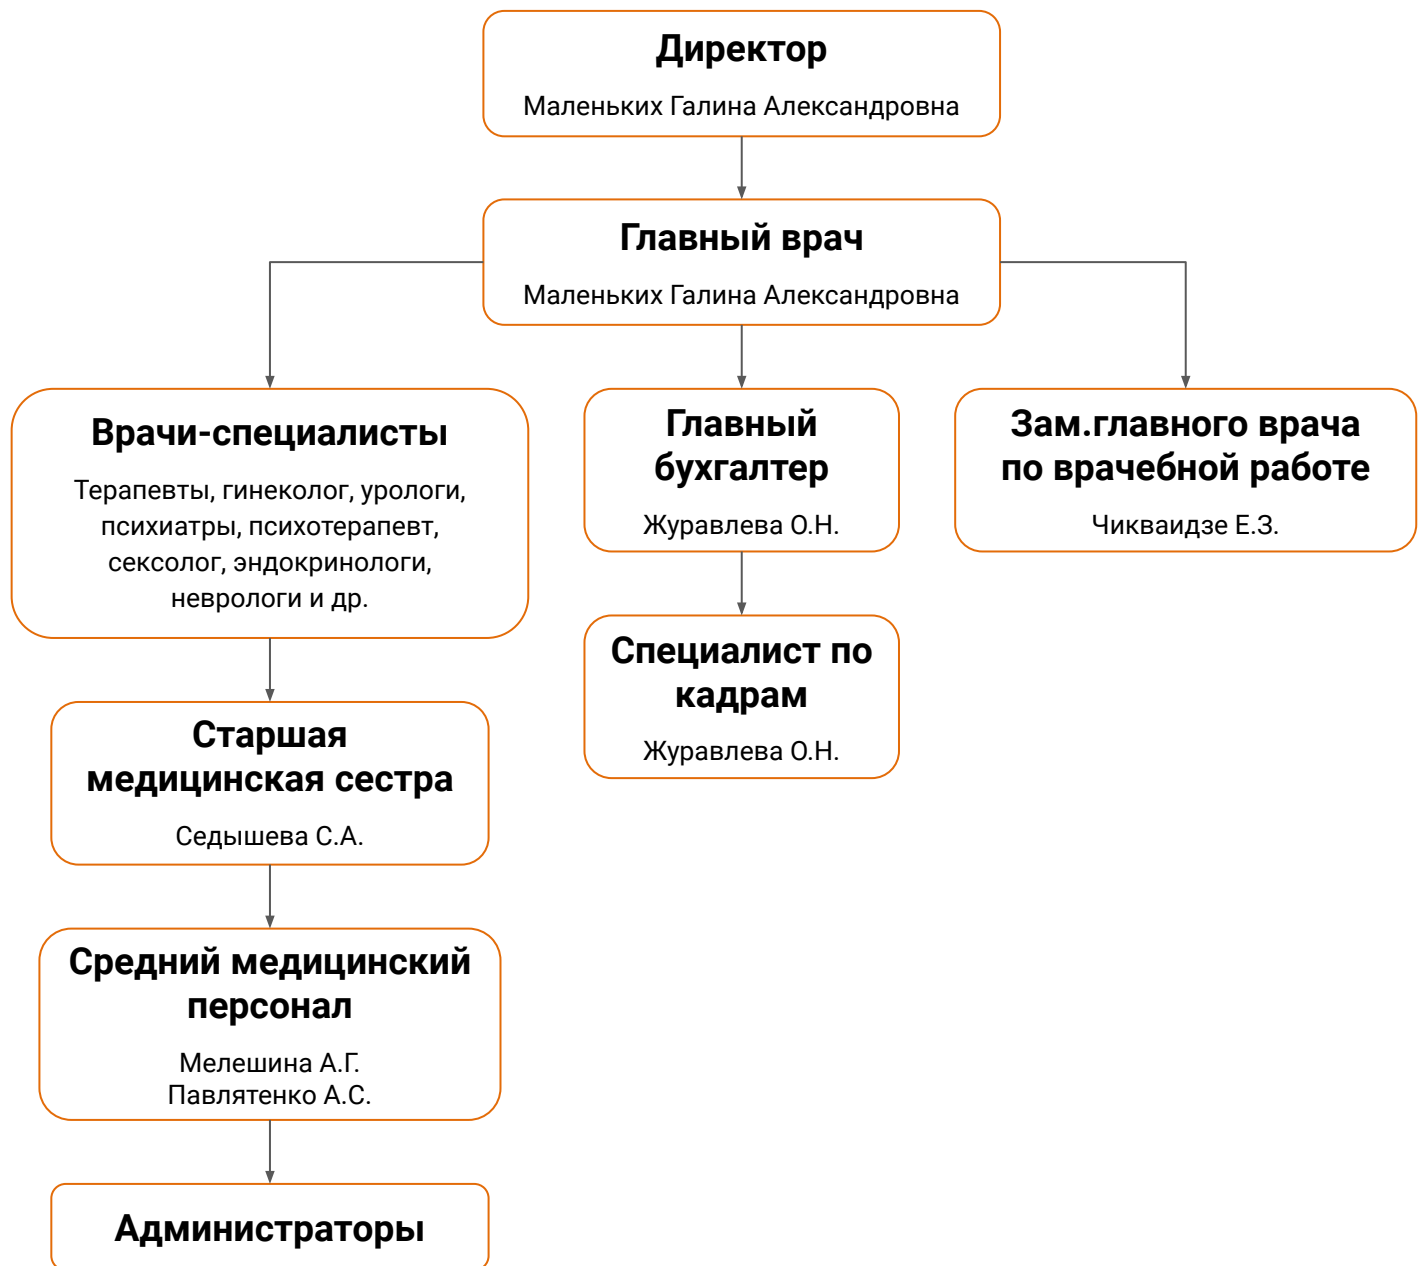 Директор
Маленьких Галина Александровна
Главный врач
Маленьких Галина Александровна
Врачи-специалисты
Терапевты, гинеколог, урологи,
психиатры, психотерапевт,
сексолог, эндокринологи,
неврологи и др.
Главный
бухгалтер
Журавлева О.Н.
Зам.главного врача
по врачебной работе
Чикваидзе Е.З.
Специалист по
кадрам
Журавлева О.Н.
Старшая
медицинская сестра
Седышева С.А.
Средний медицинский
персонал
Мелешина А.Г.
Павлятенко А.С.
Администраторы